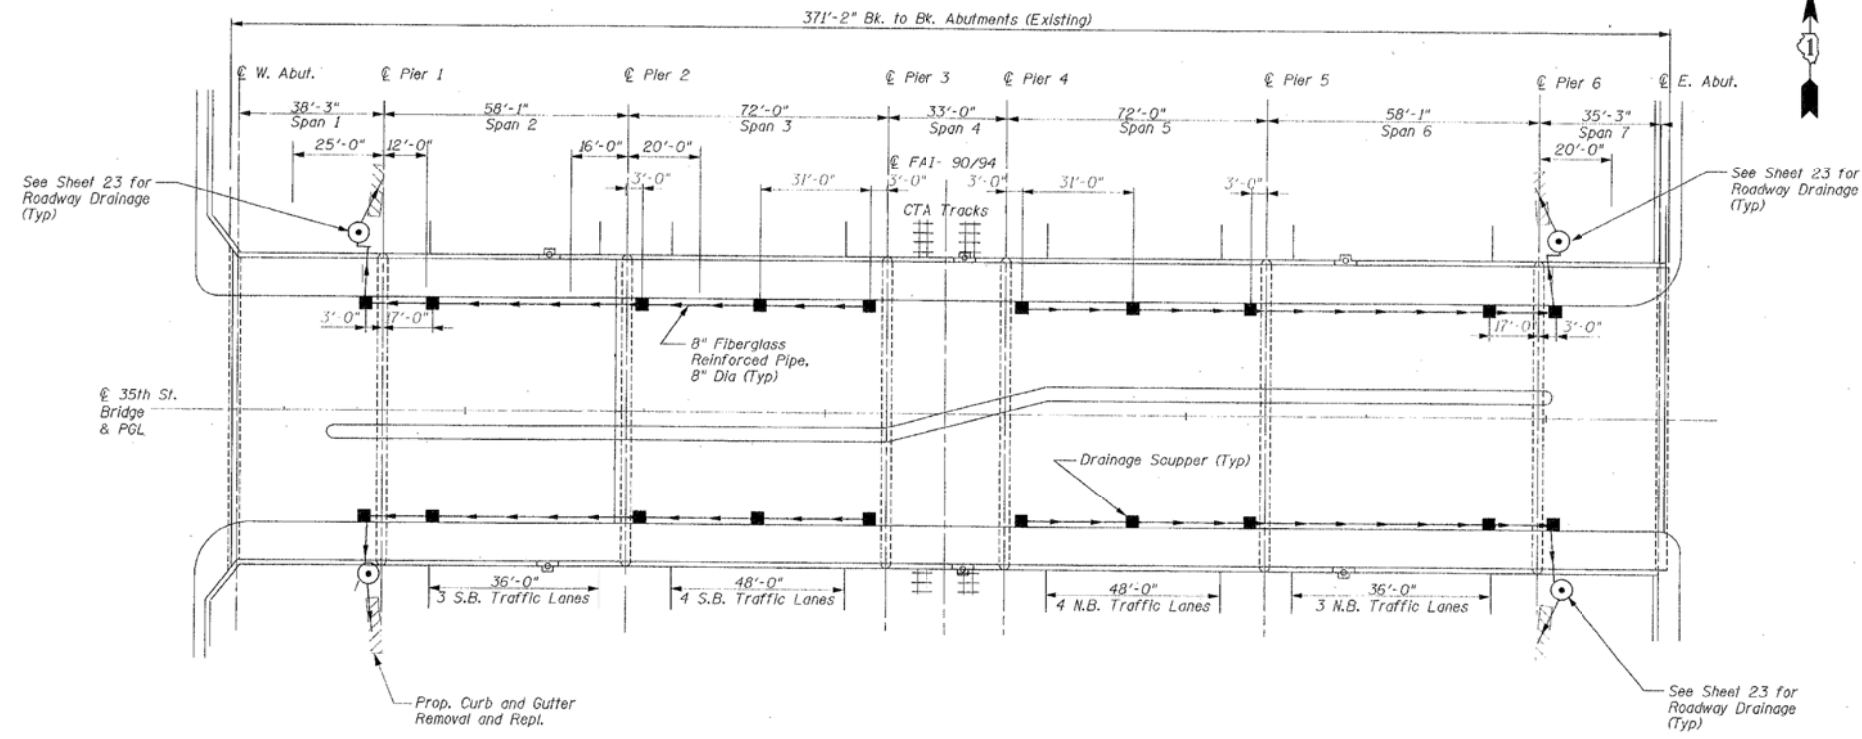 371'-2" Bk. to Bk. Abutments (Existing)
1
℄ W. Abut.
℄ Pier 1
℄ Pier 2
℄ Pier 3
℄ Pier 4
℄ Pier 5
℄ Pier 6
℄ E. Abut.
38'-3"
Span 1
58'-1"
Span 2
72'-0"
Span 3
33'-0"
Span 4
72'-0"
Span 5
58'-1"
Span 6
35'-3"
Span 7
25'-0"
12'-0"
16'-0"
20'-0"
℄ FAI- 90/94
20'-0"
3'-0"
31'-0"
3'-0"
3'-0"
31'-0"
3'-0"
CTA Tracks
See Sheet 23 for
Roadway Drainage
(Typ)
See Sheet 23 for
Roadway Drainage
(Typ)
3'-0"
17'-0"
17'-0"
3'-0"
8" Fiberglass
Reinforced Pipe,
8" Dia (Typ)
℄ 35th St.
Bridge
& PGL
Drainage Scupper (Typ)
36'-0"
3 S.B. Traffic Lanes
48'-0"
4 S.B. Traffic Lanes
48'-0"
4 N.B. Traffic Lanes
36'-0"
3 N.B. Traffic Lanes
Prop. Curb and Gutter
Removal and Repl.
See Sheet 23 for
Roadway Drainage
(Typ)